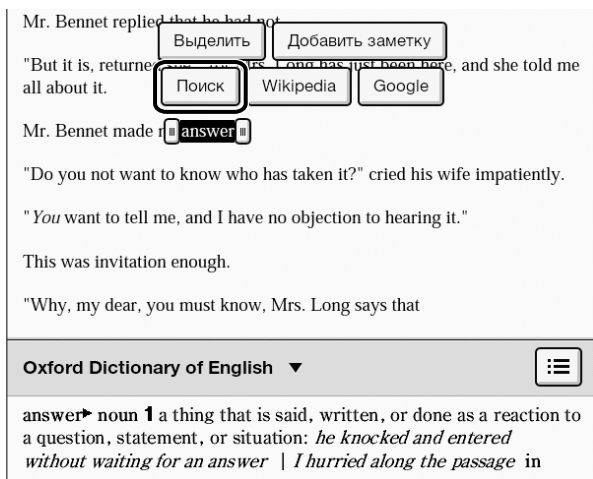 Mr. Bennet replied that he had not
Выделить Добавить заметку
"But it is, Long has just been here, and she told me
all about it.
Поиск Wikipedia Google
Mr. Bennet made answer
"Do you not want to know who has taken it?" cried his wife impatiently.
"You want to tell me, and I have no objection to hearing it."
This was invitation enough.
"Why, my dear, you must know, Mrs. Long says that
Oxford Dictionary of English ▼
answer▸ noun 1 a thing that is said, written, or done as a reaction to
a question, statement, or situation: he knocked and entered
without waiting for an answer | I hurried along the passage in